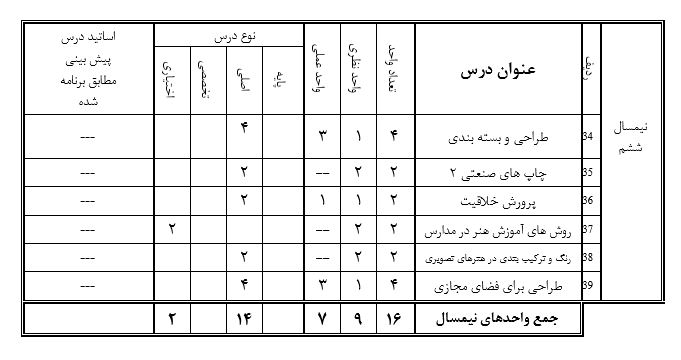 نیمسال ششم | ردیف | عنوان درس | تعداد واحد | واحد نظری | واحد عملی | نوع درس | اساتید درس پیش بینی مطابق برنامه شده
پایه | اصلی | تخصصی | اختیاری
34 | طراحی و بسته بندی | ۴ | ۱ | ۳ | ۴ | ---
35 | چاپ های صنعتی ۲ | ۲ | ۲ | -- | ۲ | ---
36 | پرورش خلاقیت | ۲ | ۱ | ۱ | ۲ | ---
37 | روش های آموزش هنر در مدارس | ۲ | ۲ | -- | ۲ | ---
38 | رنگ و ترکیب بندی در هنرهای تصویری | ۲ | ۲ | -- | ۲ | ---
39 | طراحی برای فضای مجازی | ۴ | ۱ | ۳ | ۴ | ---
جمع واحدهای نیمسال | ۱۶ | ۹ | ۷ | ۱۴ | ۲